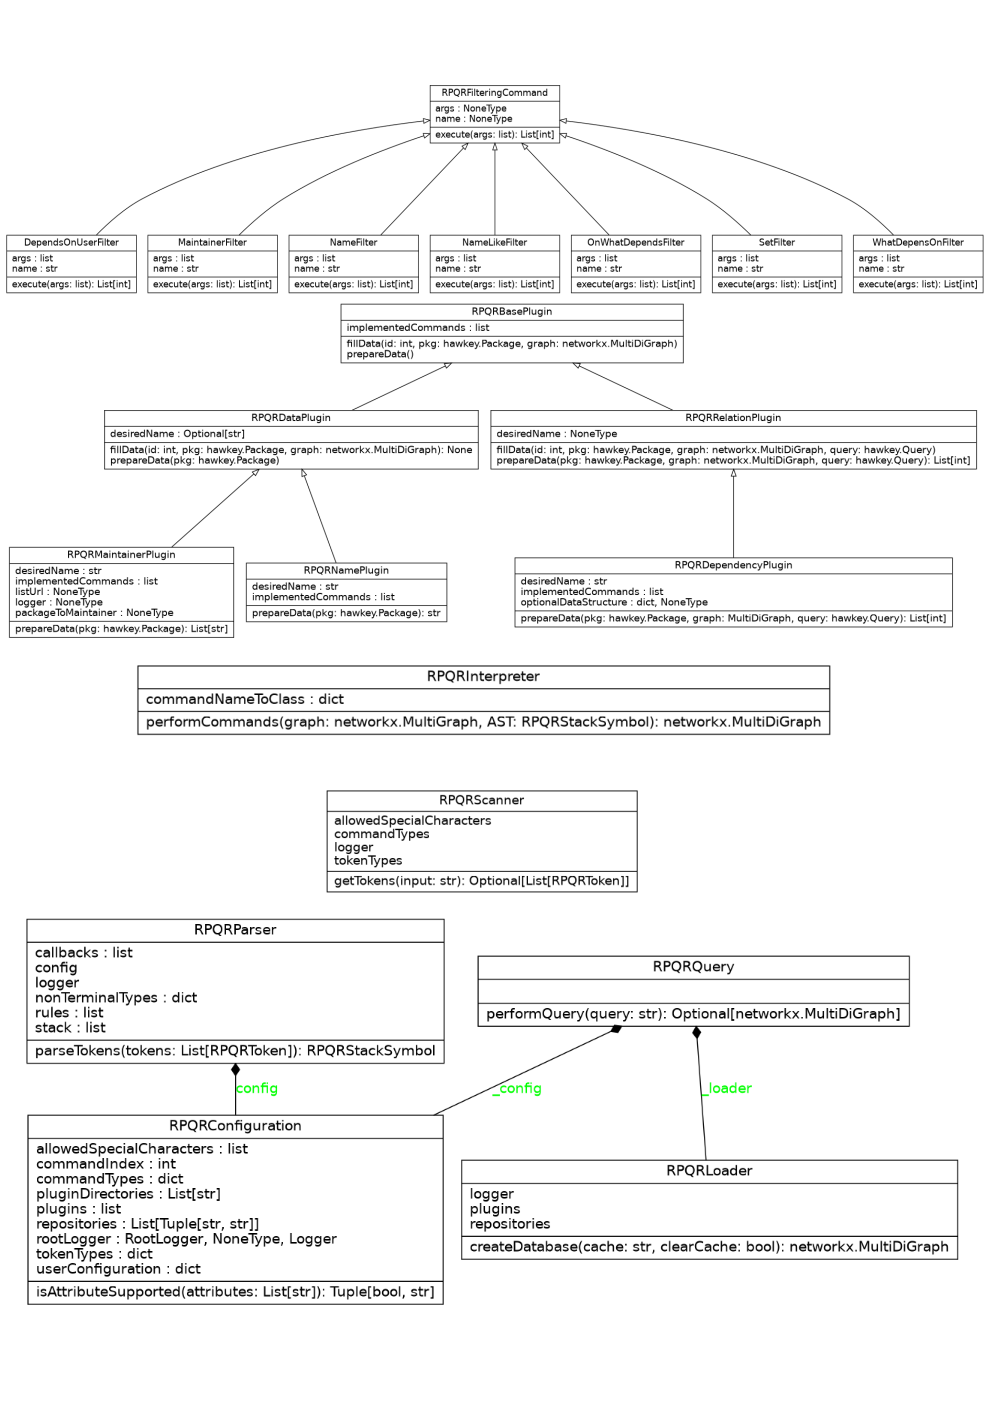 RPQRFilteringCommand
args : NoneType
name : NoneType
execute(args: list): List[int]
DependsOnUserFilter
args : list
name : str
execute(args: list): List[int]
MaintainerFilter
args : list
name : str
execute(args: list): List[int]
NameFilter
args : list
name : str
execute(args: list): List[int]
NameLikeFilter
args : list
name : str
execute(args: list): List[int]
OnWhatDependsFilter
args : list
name : str
execute(args: list): List[int]
SetFilter
args : list
name : str
execute(args: list): List[int]
WhatDepensOnFilter
args : list
name : str
execute(args: list): List[int]
RPQRBasePlugin
implementedCommands : list
fillData(id: int, pkg: hawkey.Package, graph: networkx.MultiDiGraph)
prepareData()
RPQRDataPlugin
desiredName : Optional[str]
fillData(id: int, pkg: hawkey.Package, graph: networkx.MultiDiGraph): None
prepareData(pkg: hawkey.Package)
RPQRRelationPlugin
desiredName : NoneType
fillData(id: int, pkg: hawkey.Package, graph: networkx.MultiDiGraph, query: hawkey.Query)
prepareData(pkg: hawkey.Package, graph: networkx.MultiDiGraph, query: hawkey.Query): List[int]
RPQRMaintainerPlugin
desiredName : str
implementedCommands : list
listUrl : NoneType
logger : NoneType
packageToMaintainer : NoneType
prepareData(pkg: hawkey.Package): List[str]
RPQRNamePlugin
desiredName : str
implementedCommands : list
prepareData(pkg: hawkey.Package): str
RPQRDependencyPlugin
desiredName : str
implementedCommands : list
optionalDataStructure : dict, NoneType
prepareData(pkg: hawkey.Package, graph: MultiDiGraph, query: hawkey.Query): List[int]
RPQRInterpreter
commandNameToClass : dict
performCommands(graph: networkx.MultiGraph, AST: RPQRStackSymbol): networkx.MultiDiGraph
RPQRScanner
allowedSpecialCharacters
commandTypes
logger
tokenTypes
getTokens(input: str): Optional[List[RPQRToken]]
RPQRParser
callbacks : list
config
logger
nonTerminalTypes : dict
rules : list
stack : list
parseTokens(tokens: List[RPQRToken]): RPQRStackSymbol
RPQRQuery
performQuery(query: str): Optional[networkx.MultiDiGraph]
config
_config
_loader
RPQRConfiguration
allowedSpecialCharacters : list
commandIndex : int
commandTypes : dict
pluginDirectories : List[str]
plugins : list
repositories : List[Tuple[str, str]]
rootLogger : RootLogger, NoneType, Logger
tokenTypes : dict
userConfiguration : dict
isAttributeSupported(attributes: List[str]): Tuple[bool, str]
RPQRLoader
logger
plugins
repositories
createDatabase(cache: str, clearCache: bool): networkx.MultiDiGraph